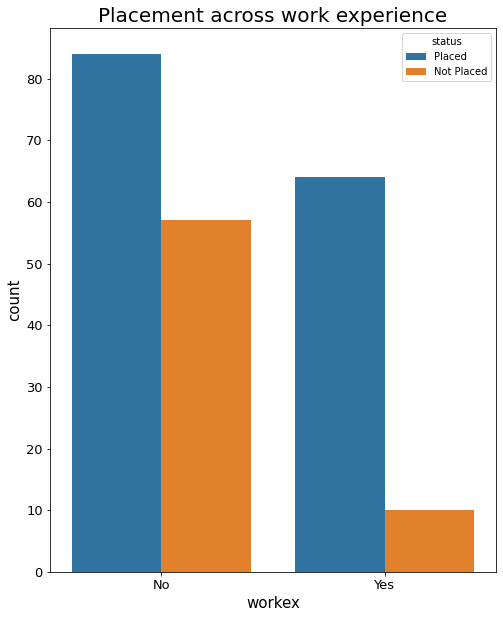 Placement across work experience
status
Placed
Not Placed
count
80
70
60
50
40
30
20
10
0
No
Yes
workex